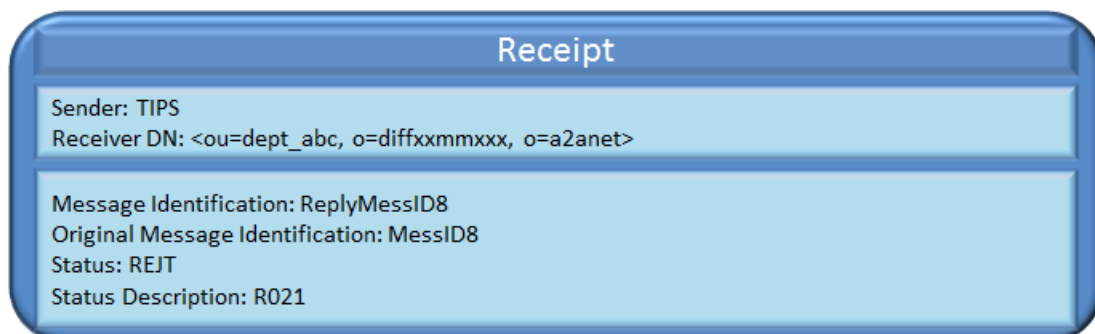 Receipt
Sender: TIPS
Receiver DN: <ou=dept_abc, o=diffxxmmxxx, o=a2anet>
Message Identification: ReplyMessID8
Original Message Identification: MessID8
Status: REJT
Status Description: R021